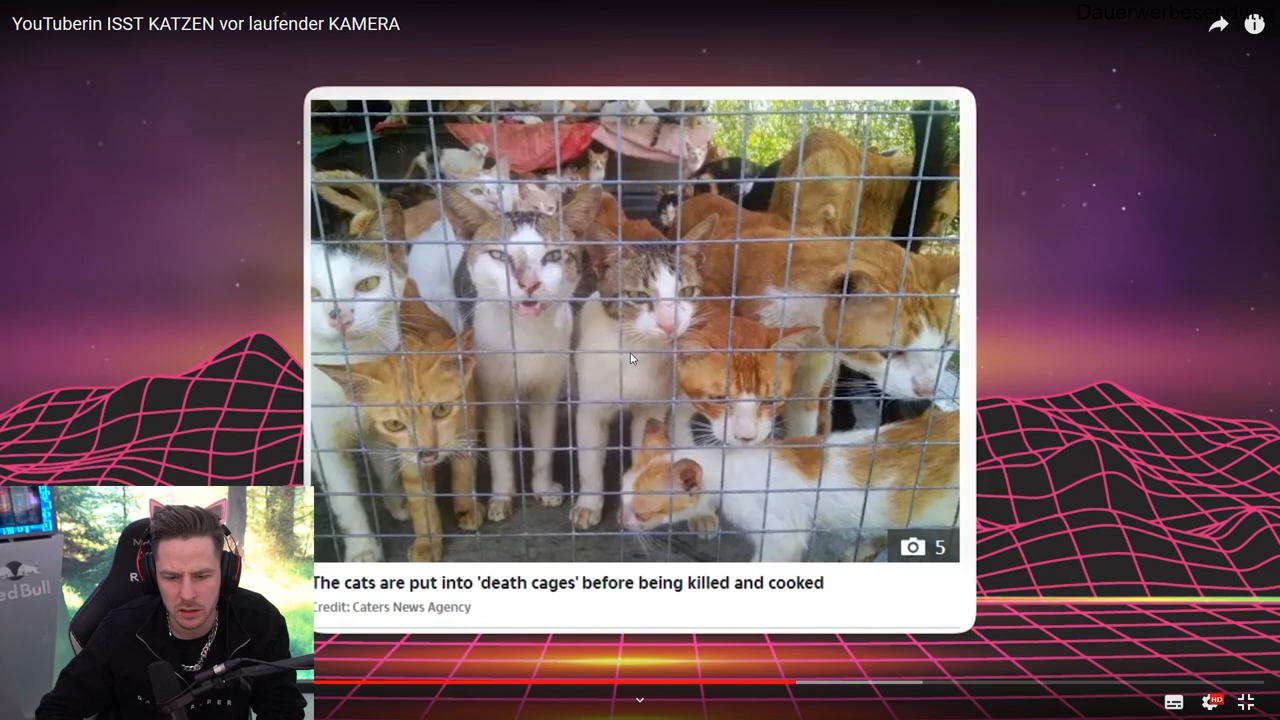 Dauerwerbesendung
YouTuberin ISST KATZEN vor laufender KAMERA
5
The cats are put into 'death cages' before being killed and cooked
Credit: Caters News Agency
HD